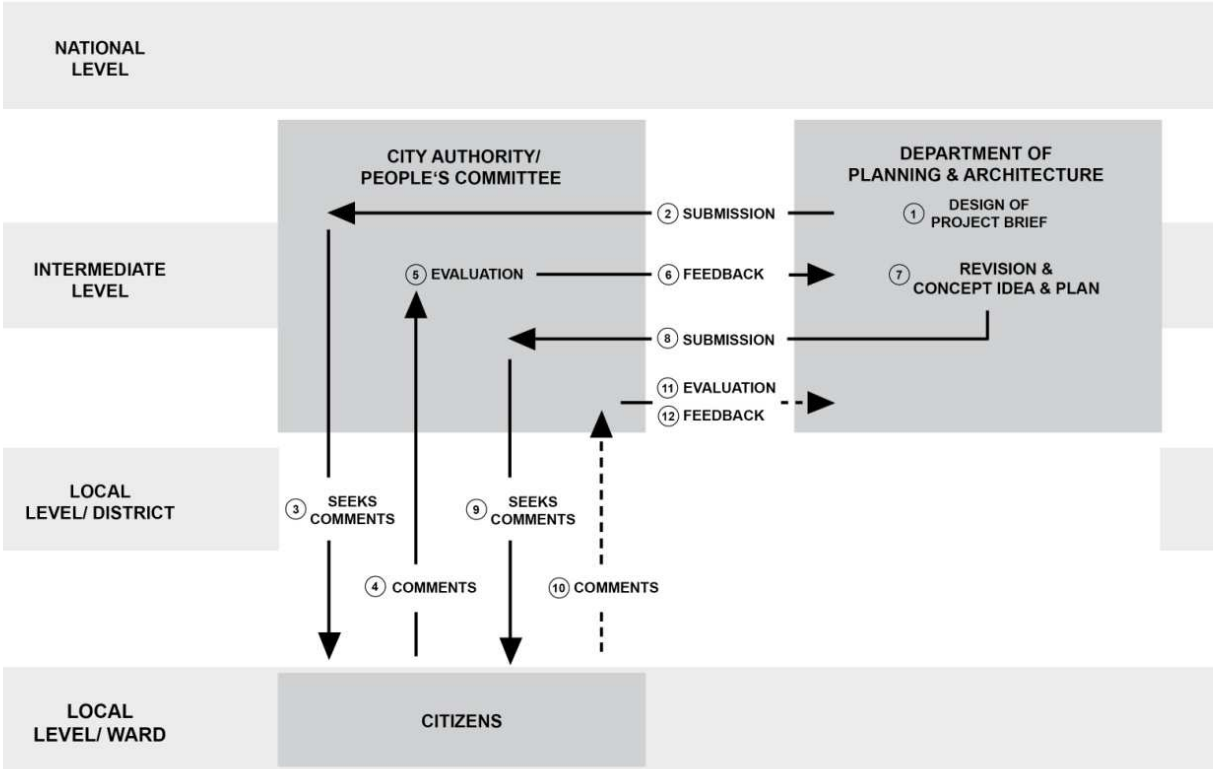 NATIONAL
LEVEL
CITY AUTHORITY/
PEOPLE'S COMMITTEE
DEPARTMENT OF
PLANNING & ARCHITECTURE
2 SUBMISSION
1 DESIGN OF
PROJECT BRIEF
INTERMEDIATE
LEVEL
5 EVALUATION
6 FEEDBACK
7 REVISION &
CONCEPT IDEA & PLAN
8 SUBMISSION
11 EVALUATION
12 FEEDBACK
LOCAL
LEVEL/ DISTRICT
3 SEEKS
COMMENTS
9 SEEKS
COMMENTS
4 COMMENTS
10 COMMENTS
LOCAL
LEVEL/ WARD
CITIZENS